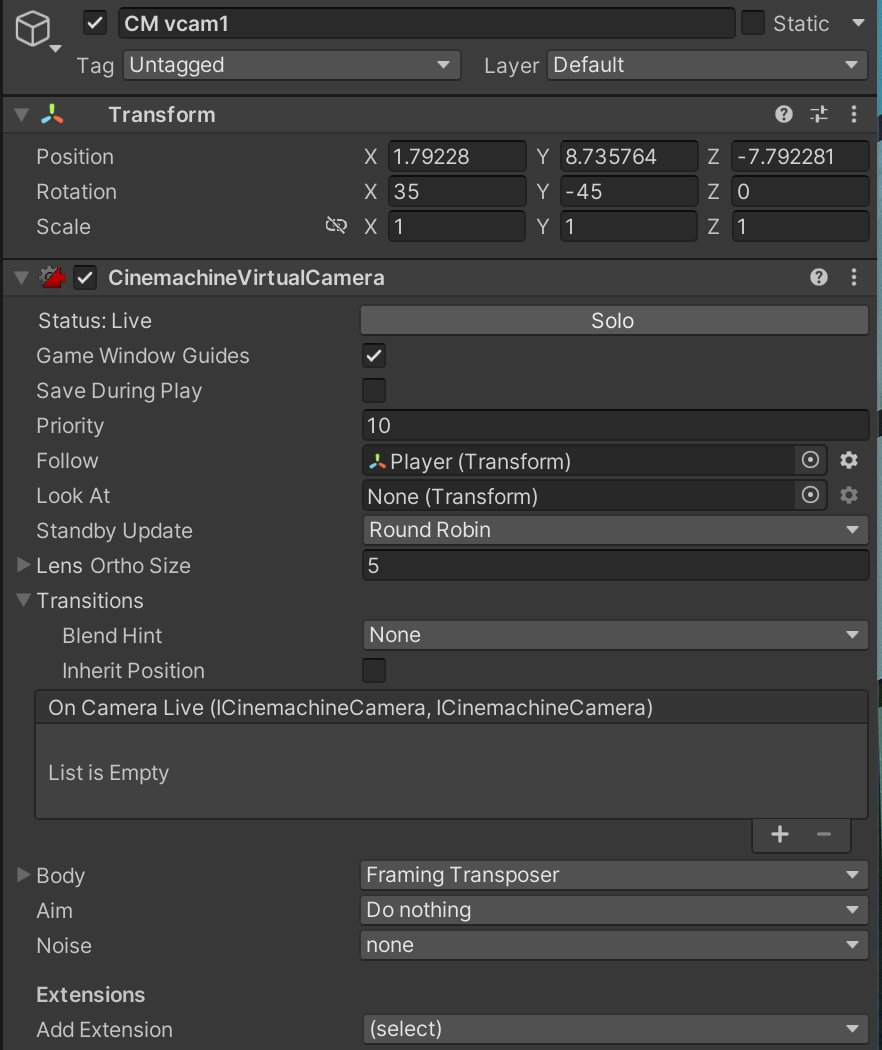 CM vcam1 Static
Tag Untagged Layer Default
Transform
Position X 1.79228 Y 8.735764 Z -7.792281
Rotation X 35 Y -45 Z 0
Scale X 1 Y 1 Z 1
CinemachineVirtualCamera
Status: Live Solo
Game Window Guides
Save During Play
Priority 10
Follow Player (Transform)
Look At None (Transform)
Standby Update Round Robin
Lens Ortho Size 5
Transitions
Blend Hint None
Inherit Position
On Camera Live (ICinemachineCamera, ICinemachineCamera)
List is Empty
Body Framing Transposer
Aim Do nothing
Noise none
Extensions
Add Extension (select)